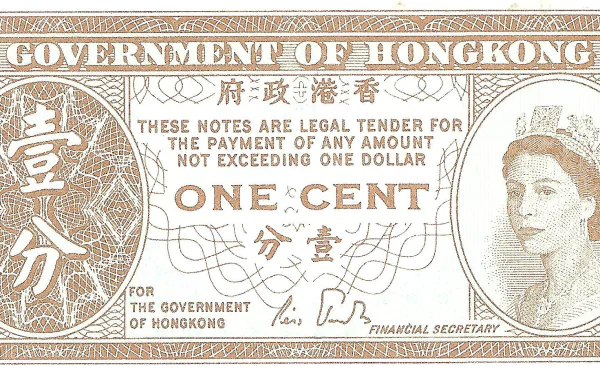 GOVERNMENT OF HONGKONG
府政港香
THESE NOTES ARE LEGAL TENDER FOR
THE PAYMENT OF ANY AMOUNT
NOT EXCEEDING ONE DOLLAR
ONE CENT
分壹
壹
分
FOR
THE GOVERNMENT
OF HONGKONG
FINANCIAL SECRETARY